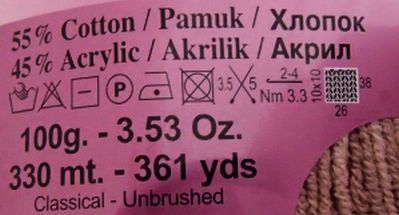 55% Cotton / Pamuk / Хлопок
45% Acrylic / Akrilik / Акрил
P 3.5 5 2-4 Nm 3.3 10x10 38 26
100g. - 3.53 Oz.
330 mt. - 361 yds
Classical - Unbrushed